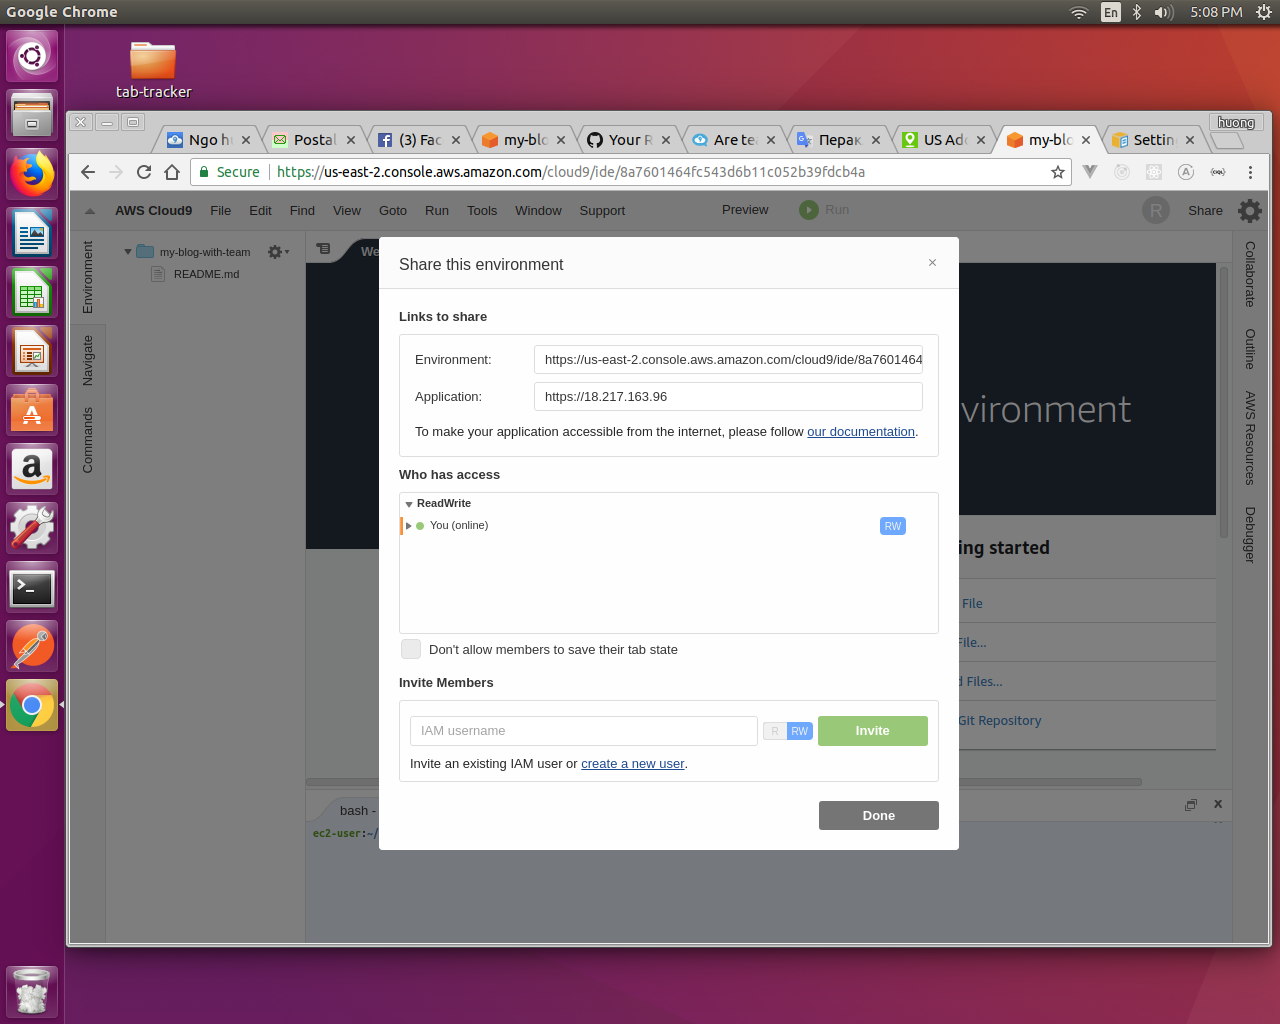 Google Chrome
En
5:08 PM
tab-tracker
huong
Ngo hu
Postal
(3) Fac
my-blo
Your R
Are tea
Перак
US Add
my-blo
Setting
Secure
https://us-east-2.console.aws.amazon.com/cloud9/ide/8a7601464fc543d6b11c052b39fdcb4a
AWS Cloud9 File Edit Find View Goto Run Tools Window Support Preview Run R Share
Environment
Navigate
Commands
my-blog-with-team
README.md
We
Collaborate
Outline
AWS Resources
Debugger
Share this environment
×
Links to share
Environment: https://us-east-2.console.aws.amazon.com/cloud9/ide/8a7601464
Application: https://18.217.163.96
To make your application accessible from the internet, please follow our documentation.
Who has access
ReadWrite
You (online) RW
Don't allow members to save their tab state
Invite Members
IAM username R RW Invite
Invite an existing IAM user or create a new user.
Done
vironment
ing started
File
File...
d Files...
Git Repository
bash -
ec2-user:~/